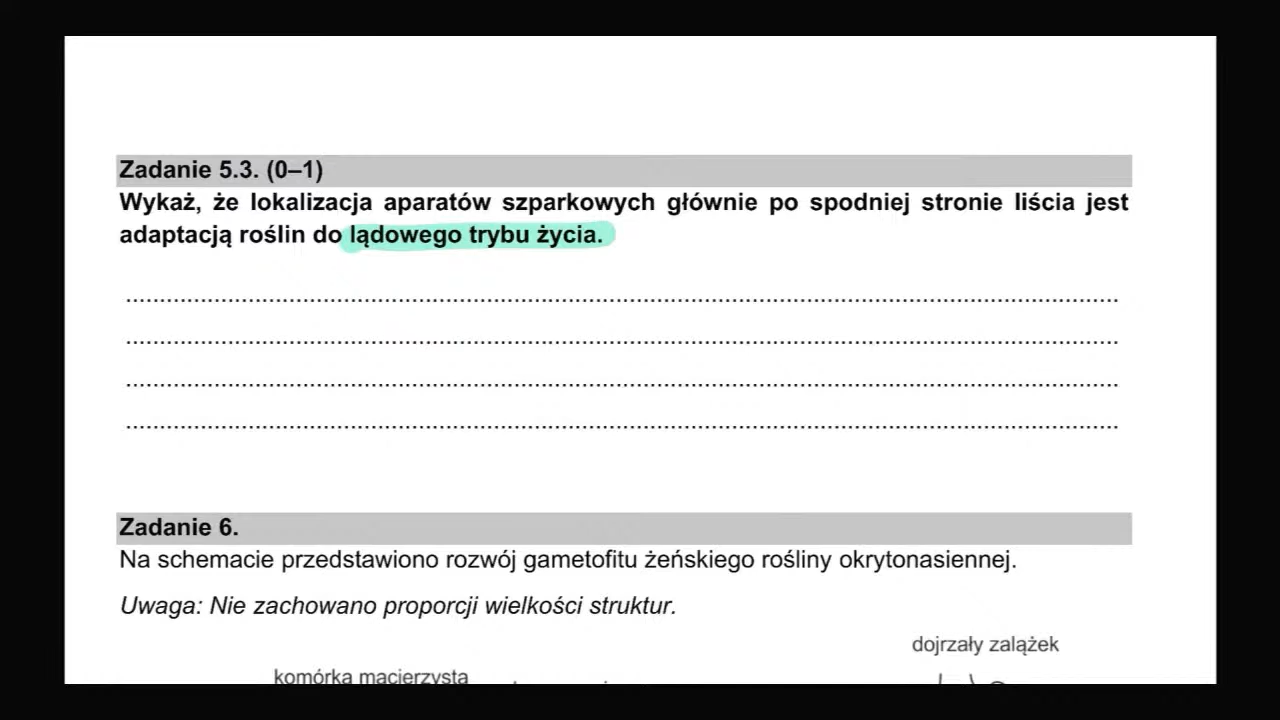 Zadanie 5.3. (0–1)
Wykaż, że lokalizacja aparatów szparkowych głównie po spodniej stronie liścia jest
adaptacją roślin do lądowego trybu życia.
....................................................................................................................................................
....................................................................................................................................................
....................................................................................................................................................
....................................................................................................................................................
Zadanie 6.
Na schemacie przedstawiono rozwój gametofitu żeńskiego rośliny okrytonasiennej.
Uwaga: Nie zachowano proporcji wielkości struktur.
dojrzały zalążek
komórka macierzysta